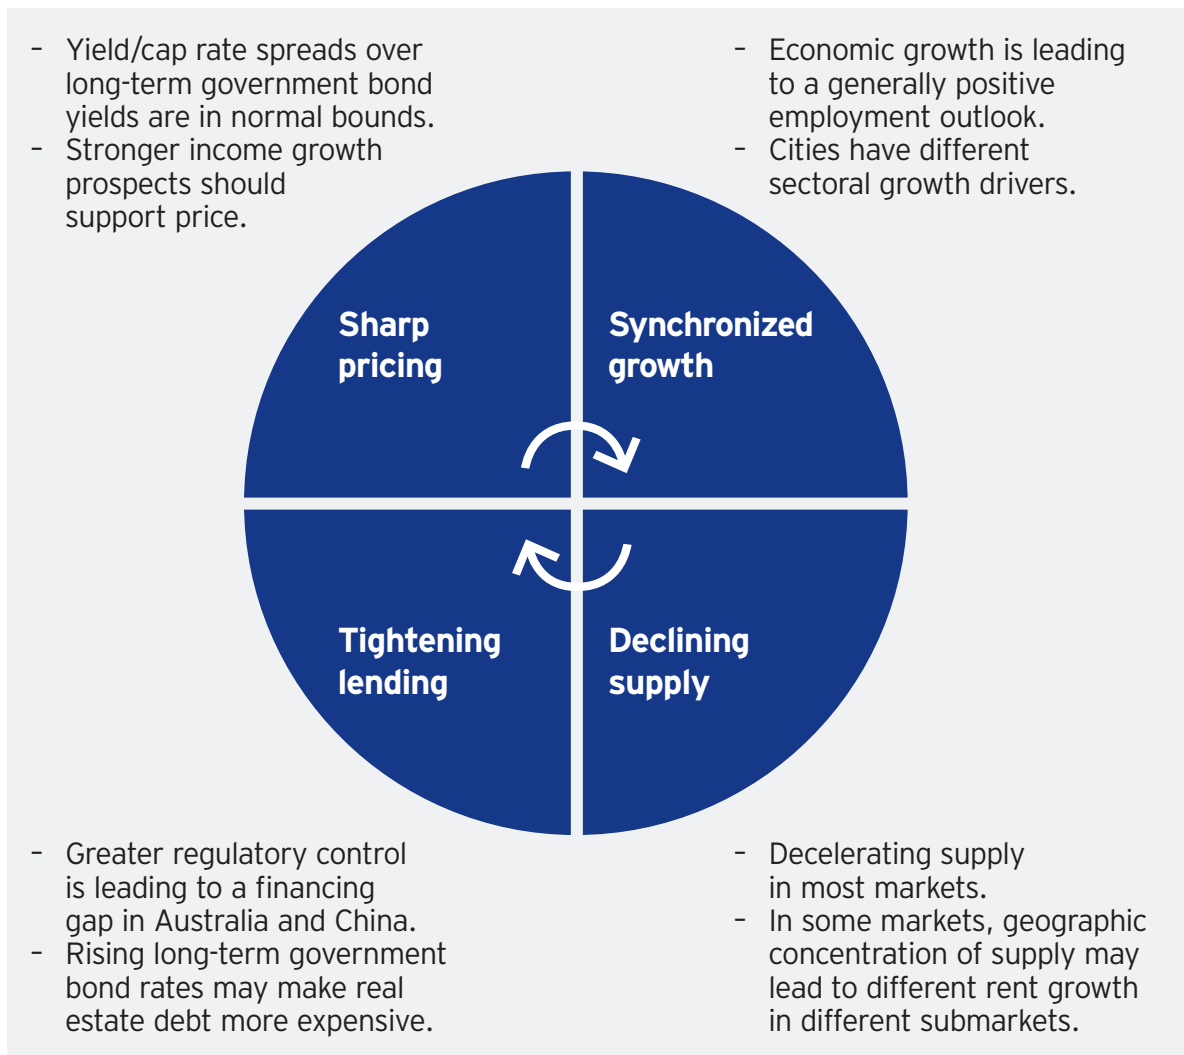 – Yield/cap rate spreads over
long-term government bond
yields are in normal bounds.
– Stronger income growth
prospects should
support price.
– Economic growth is leading
to a generally positive
employment outlook.
– Cities have different
sectoral growth drivers.
Sharp
pricing
Synchronized
growth
Tightening
lending
Declining
supply
– Greater regulatory control
is leading to a financing
gap in Australia and China.
– Rising long-term government
bond rates may make real
estate debt more expensive.
– Decelerating supply
in most markets.
– In some markets, geographic
concentration of supply may
lead to different rent growth
in different submarkets.